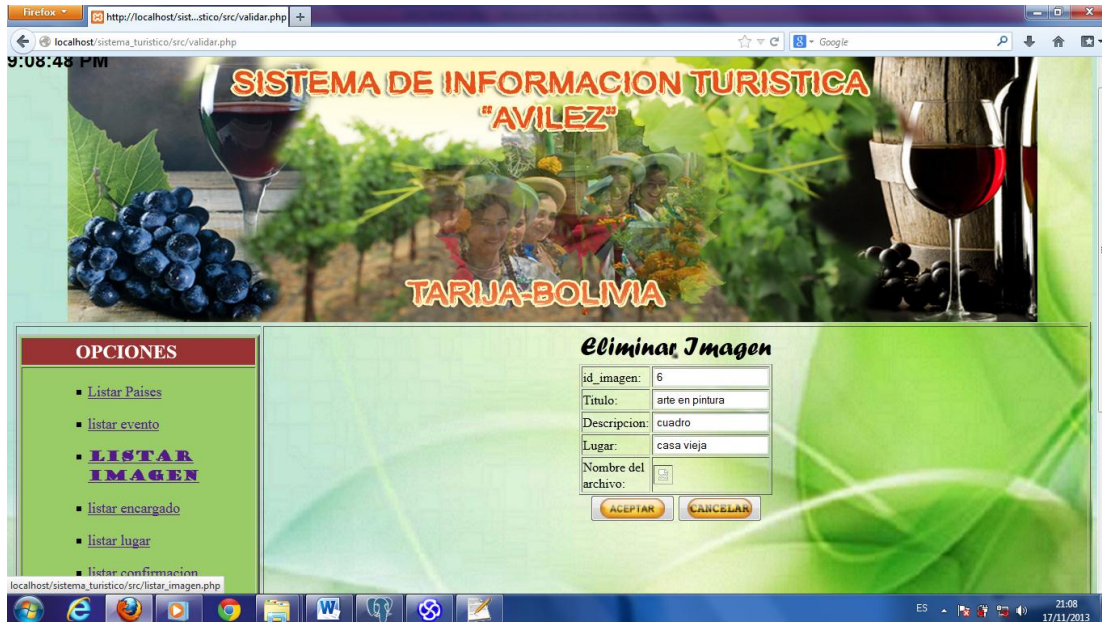 Firefox
http://localhost/sist...stico/src/validar.php
localhost/sistema_turistico/src/validar.php
Google
9:08:48 PM
SISTEMA DE INFORMACION TURISTICA
"AVILEZ"
TARIJA-BOLIVIA
OPCIONES
Listar Paises
listar evento
LISTAR
IMAGEN
listar encargado
listar lugar
listar confirmacion
Eliminar Imagen
id_imagen: 6
Titulo: arte en pintura
Descripcion: cuadro
Lugar: casa vieja
Nombre del
archivo:
ACEPTAR CANCELAR
localhost/sistema_turistico/src/listar_imagen.php
ES
21:08
17/11/2013